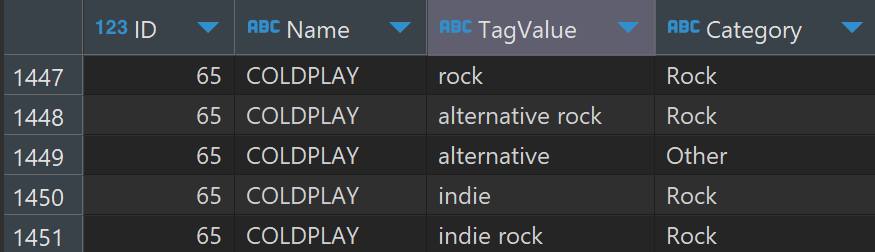 123 ID ABC Name ABC TagValue ABC Category
1447 65 COLDPLAY rock Rock
1448 65 COLDPLAY alternative rock Rock
1449 65 COLDPLAY alternative Other
1450 65 COLDPLAY indie Rock
1451 65 COLDPLAY indie rock Rock